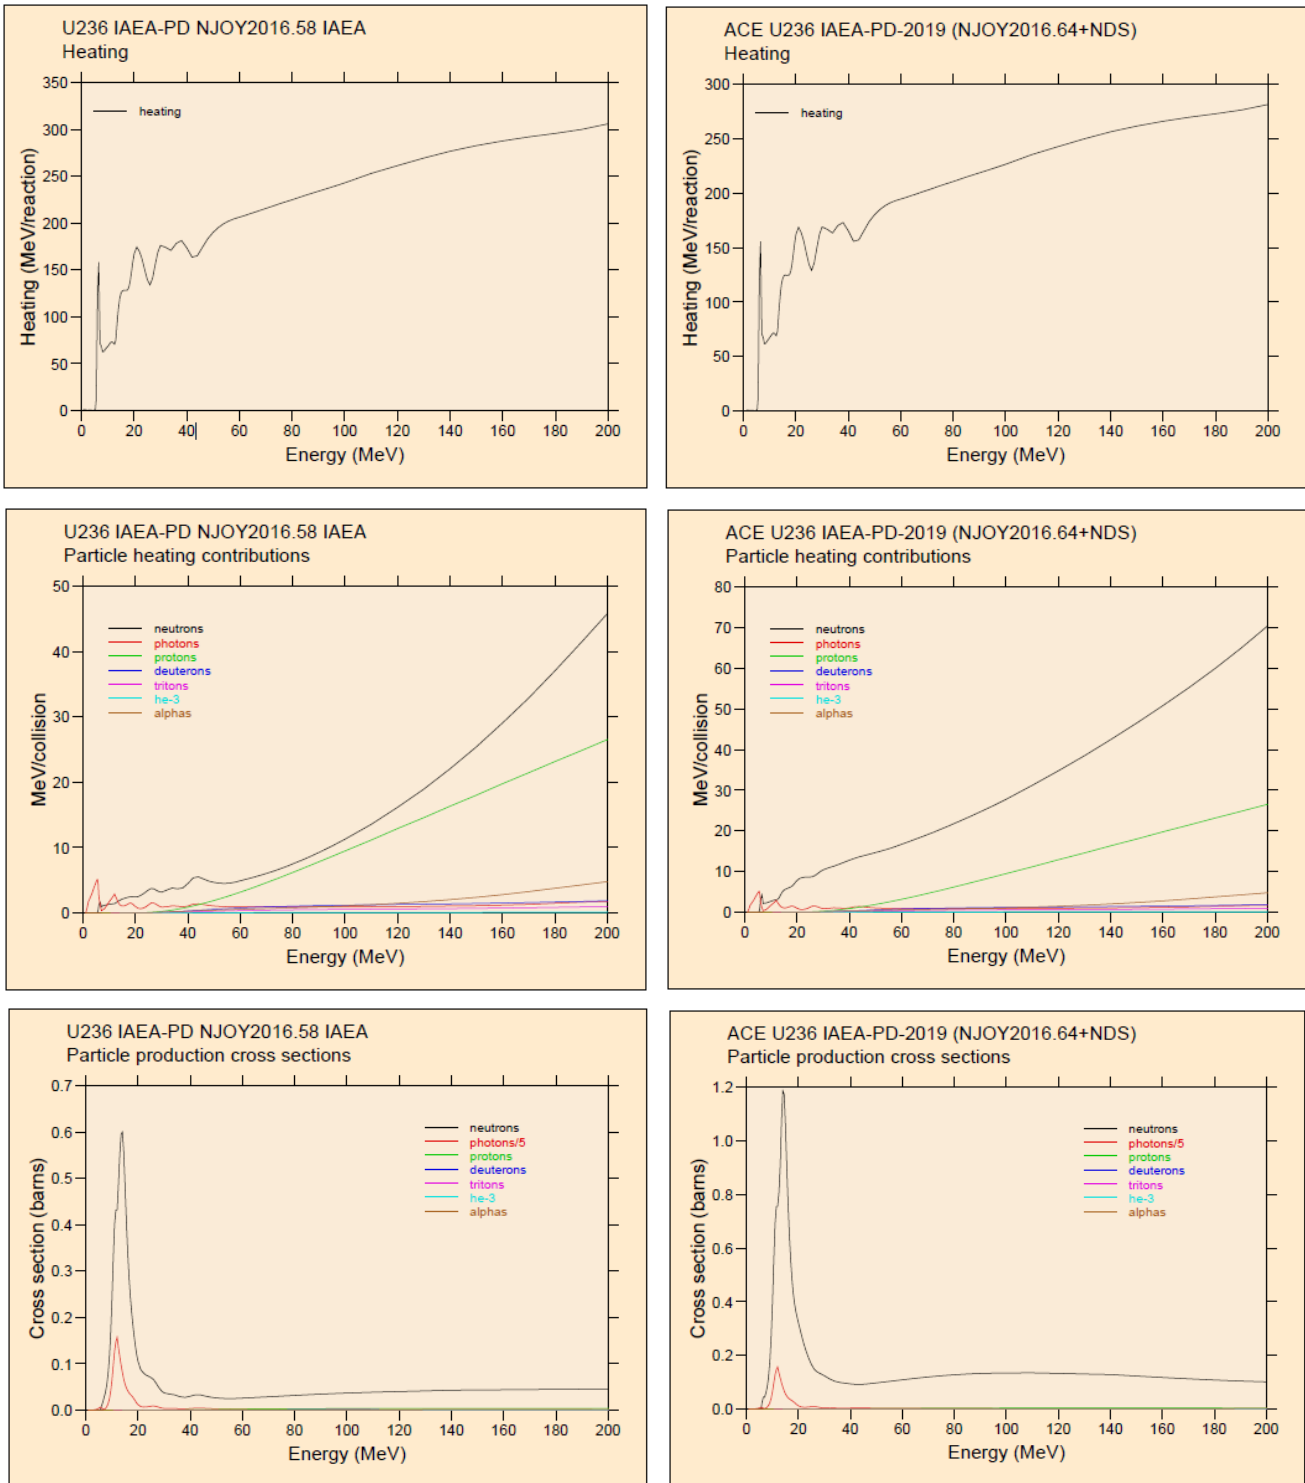 U236 IAEA-PD NJOY2016.58 IAEA
Heating
350
300
250
200
150
100
50
0
Heating (MeV/reaction)
heating
0 20 40 60 80 100 120 140 160 180 200
Energy (MeV)
ACE U236 IAEA-PD-2019 (NJOY2016.64+NDS)
Heating
300
250
200
150
100
50
0
Heating (MeV/reaction)
heating
0 20 40 60 80 100 120 140 160 180 200
Energy (MeV)
U236 IAEA-PD NJOY2016.58 IAEA
Particle heating contributions
50
40
30
20
10
0
MeV/collision
neutrons
photons
protons
deuterons
tritons
he-3
alphas
0 20 40 60 80 100 120 140 160 180 200
Energy (MeV)
ACE U236 IAEA-PD-2019 (NJOY2016.64+NDS)
Particle heating contributions
80
70
60
50
40
30
20
10
0
MeV/collision
neutrons
photons
protons
deuterons
tritons
he-3
alphas
0 20 40 60 80 100 120 140 160 180 200
Energy (MeV)
U236 IAEA-PD NJOY2016.58 IAEA
Particle production cross sections
0.7
0.6
0.5
0.4
0.3
0.2
0.1
0.0
Cross section (barns)
neutrons
photons/5
protons
deuterons
tritons
he-3
alphas
0 20 40 60 80 100 120 140 160 180 200
Energy (MeV)
ACE U236 IAEA-PD-2019 (NJOY2016.64+NDS)
Particle production cross sections
1.2
1.0
0.8
0.6
0.4
0.2
0.0
Cross section (barns)
neutrons
photons/5
protons
deuterons
tritons
he-3
alphas
0 20 40 60 80 100 120 140 160 180 200
Energy (MeV)